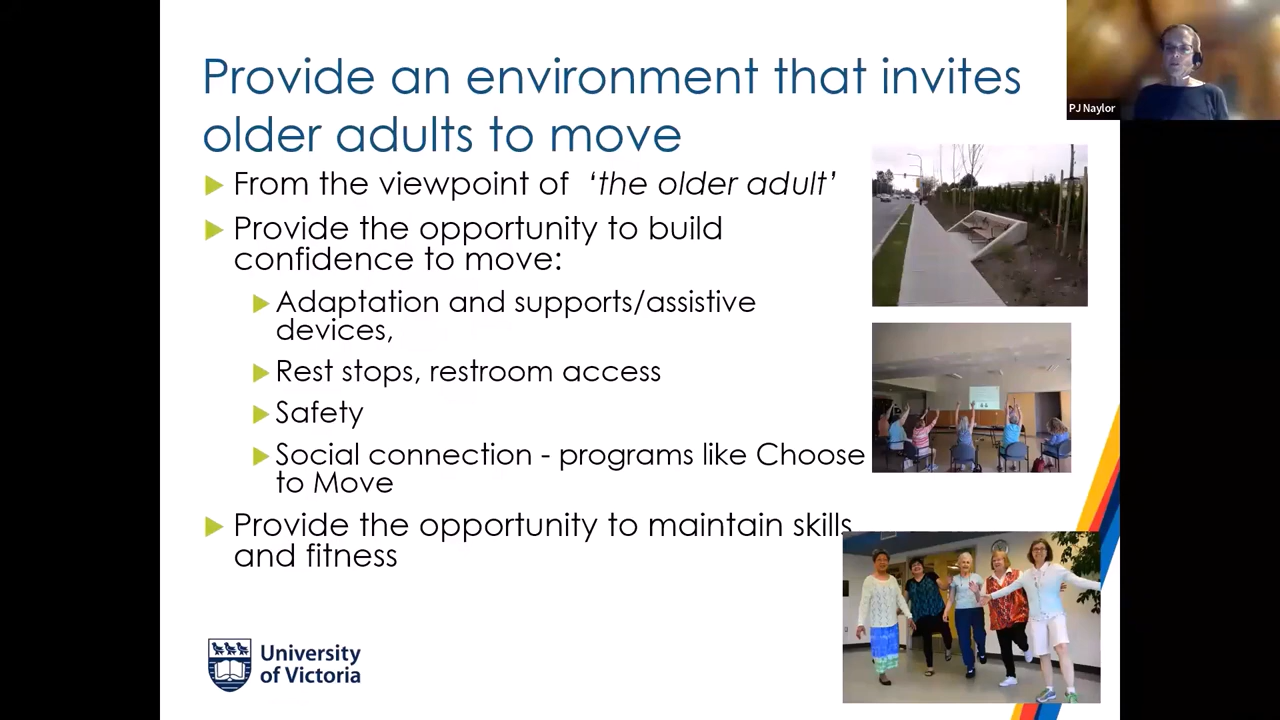 Provide an environment that invites
older adults to move
From the viewpoint of ‘the older adult’
Provide the opportunity to build
confidence to move:
Adaptation and supports/assistive
devices,
Rest stops, restroom access
Safety
Social connection - programs like Choose
to Move
Provide the opportunity to maintain skills
and fitness
University
of Victoria
PJ Naylor